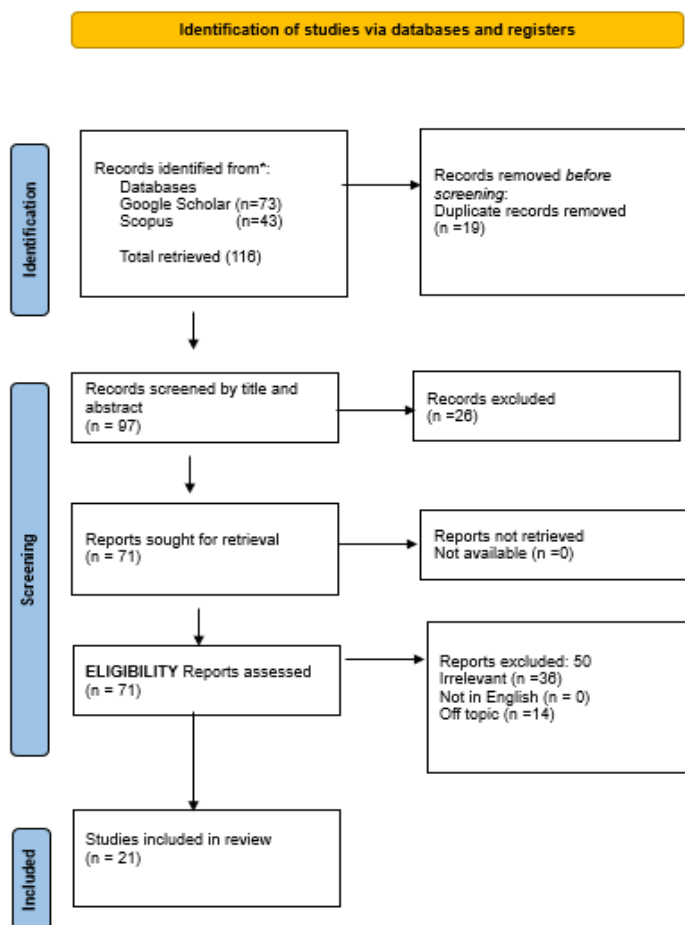 Identification of studies via databases and registers
Identification
Records identified from*:
Databases
Google Scholar (n=73)
Scopus (n=43)
Total retrieved (116)
Records removed before
screening:
Duplicate records removed
(n =19)
Screening
Records screened by title and
abstract
(n = 97)
Records excluded
(n =26)
Reports sought for retrieval
(n = 71)
Reports not retrieved
Not available (n =0)
ELIGIBILITY Reports assessed
(n = 71)
Reports excluded: 50
Irrelevant (n =36)
Not in English (n = 0)
Off topic (n =14)
Included
Studies included in review
(n = 21)